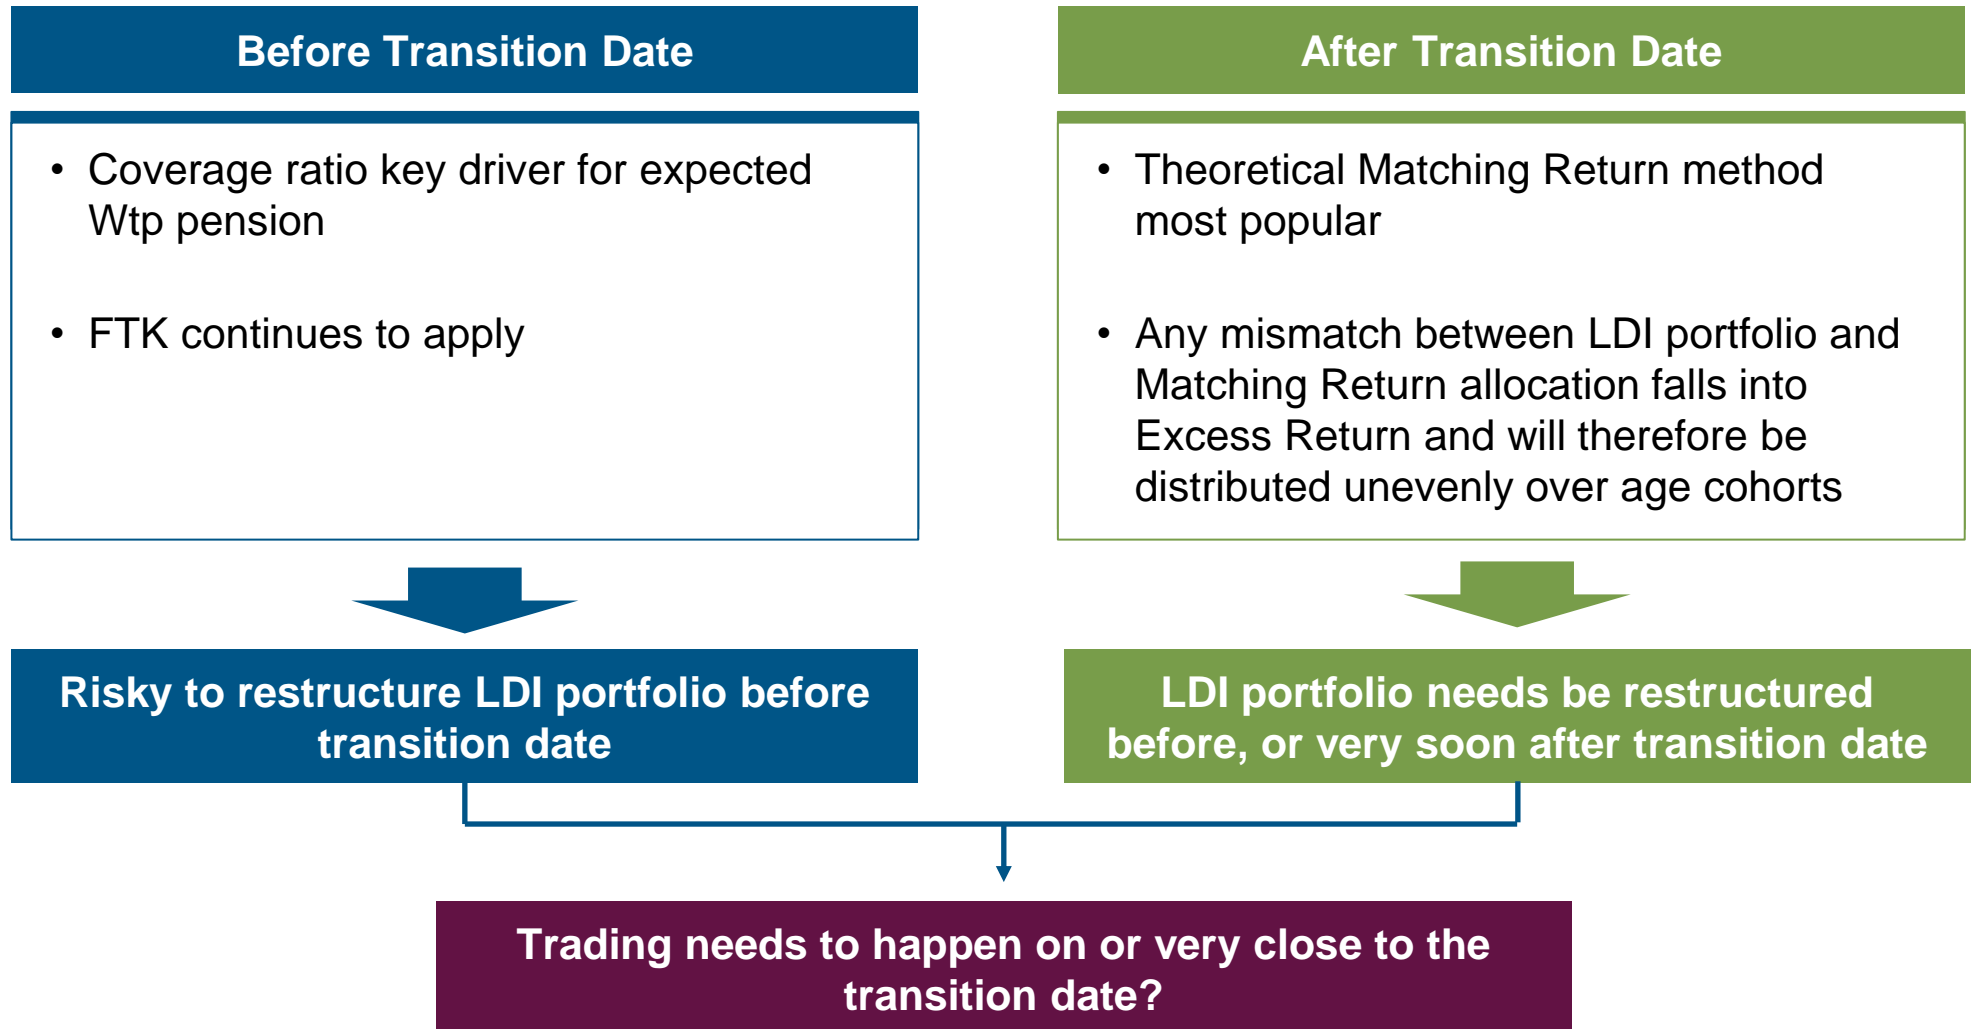 Before Transition Date
• Coverage ratio key driver for expected
Wtp pension
• FTK continues to apply
Risky to restructure LDI portfolio before
transition date
After Transition Date
• Theoretical Matching Return method
most popular
• Any mismatch between LDI portfolio and
Matching Return allocation falls into
Excess Return and will therefore be
distributed unevenly over age cohorts
LDI portfolio needs be restructured
before, or very soon after transition date
Trading needs to happen on or very close to the
transition date?